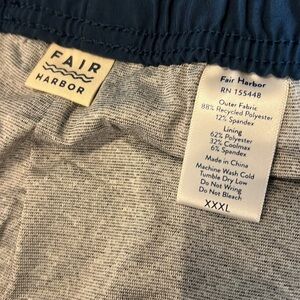 FAIR
HARBOR
Fair Harbor
RN 155448
Outer Fabric
88% Recycled Polyester
12% Spandex
Lining
62% Polyester
32% Coolmax
6% Spandex
Made in China
Machine Wash Cold
Tumble Dry Low
Do Not Wring
Do Not Bleach
XXXL